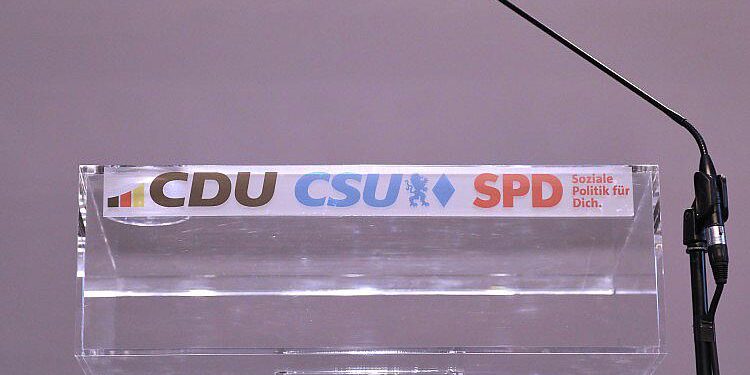 CDU CSU SPD
Soziale
Politik für
Dich.